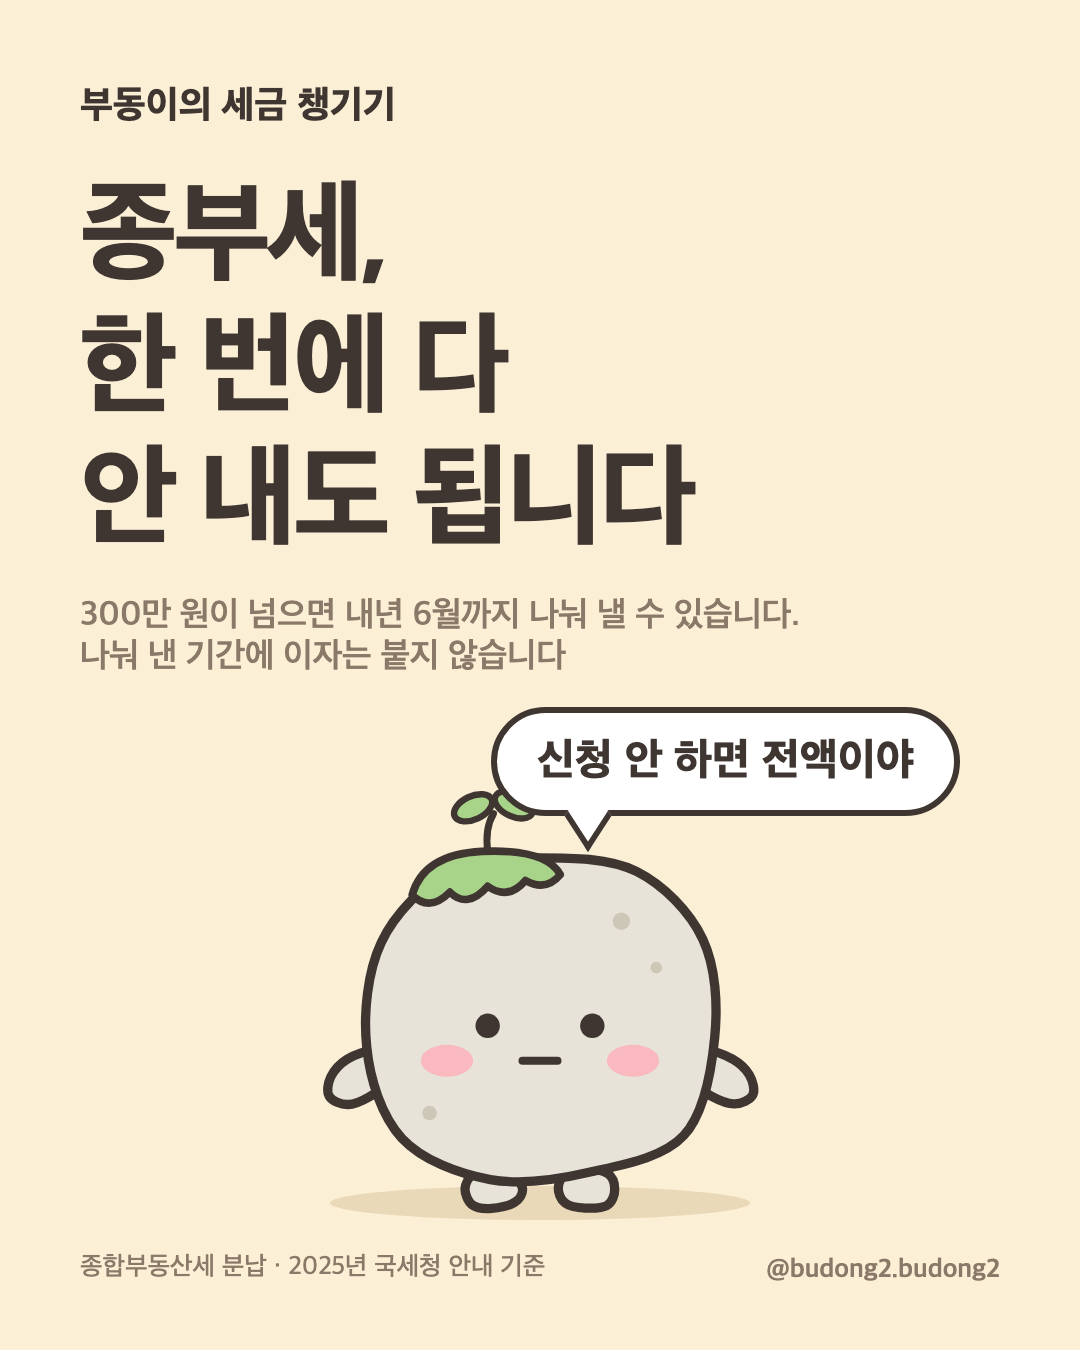 부동이의 세금 챙기기
종부세,
한 번에 다
안 내도 됩니다
300만 원이 넘으면 내년 6월까지 나눠 낼 수 있습니다.
나눠 낸 기간에 이자는 붙지 않습니다
신청 안 하면 전액이야
종합부동산세 분납 · 2025년 국세청 안내 기준
@budong2.budong2